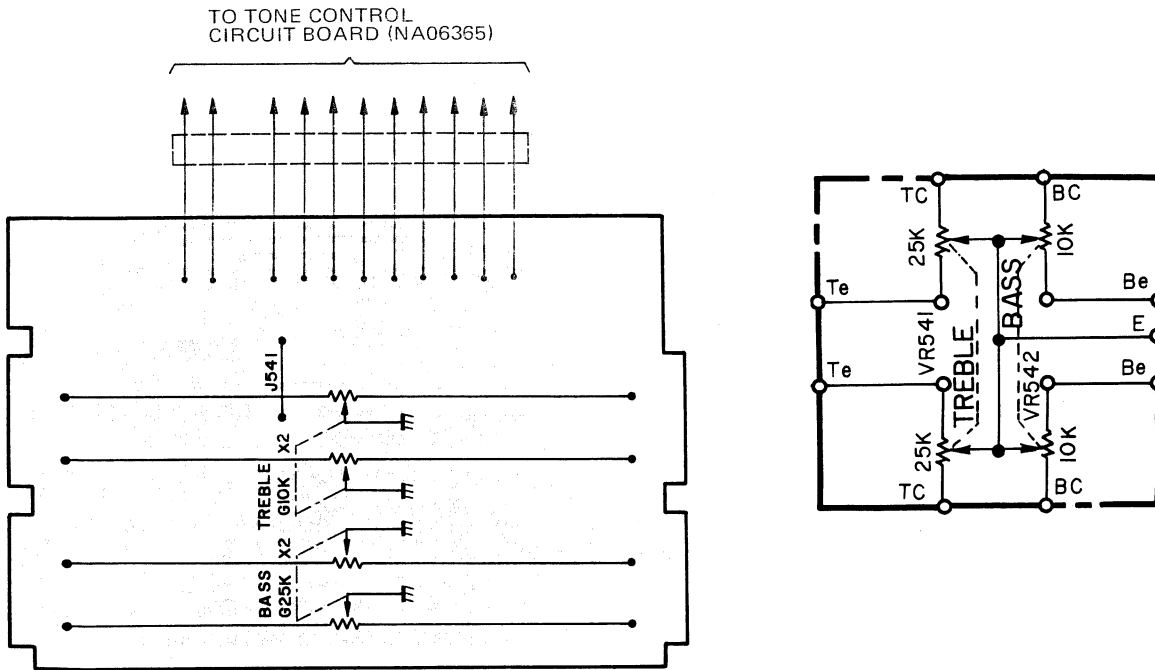 TO TONE CONTROL
CIRCUIT BOARD (NA06365)
J541
TREBLE X2
G10K
BASS X2
G25K
TC
BC
25K
10K
Te
Be
VR541
BASS
E
Te
TREBLE
VR542
Be
25K
10K
TC
BC